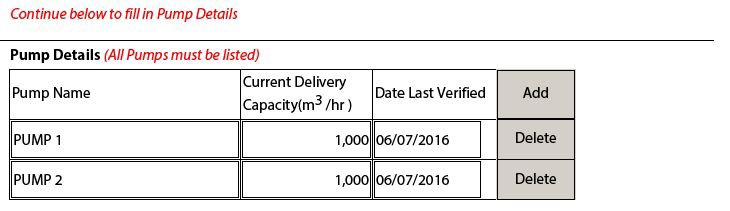 Continue below to fill in Pump Details
Pump Details (All Pumps must be listed)
Pump Name
Current Delivery
Capacity(m³ /hr )
Date Last Verified
Add
PUMP 1
1,000
06/07/2016
Delete
PUMP 2
1,000
06/07/2016
Delete